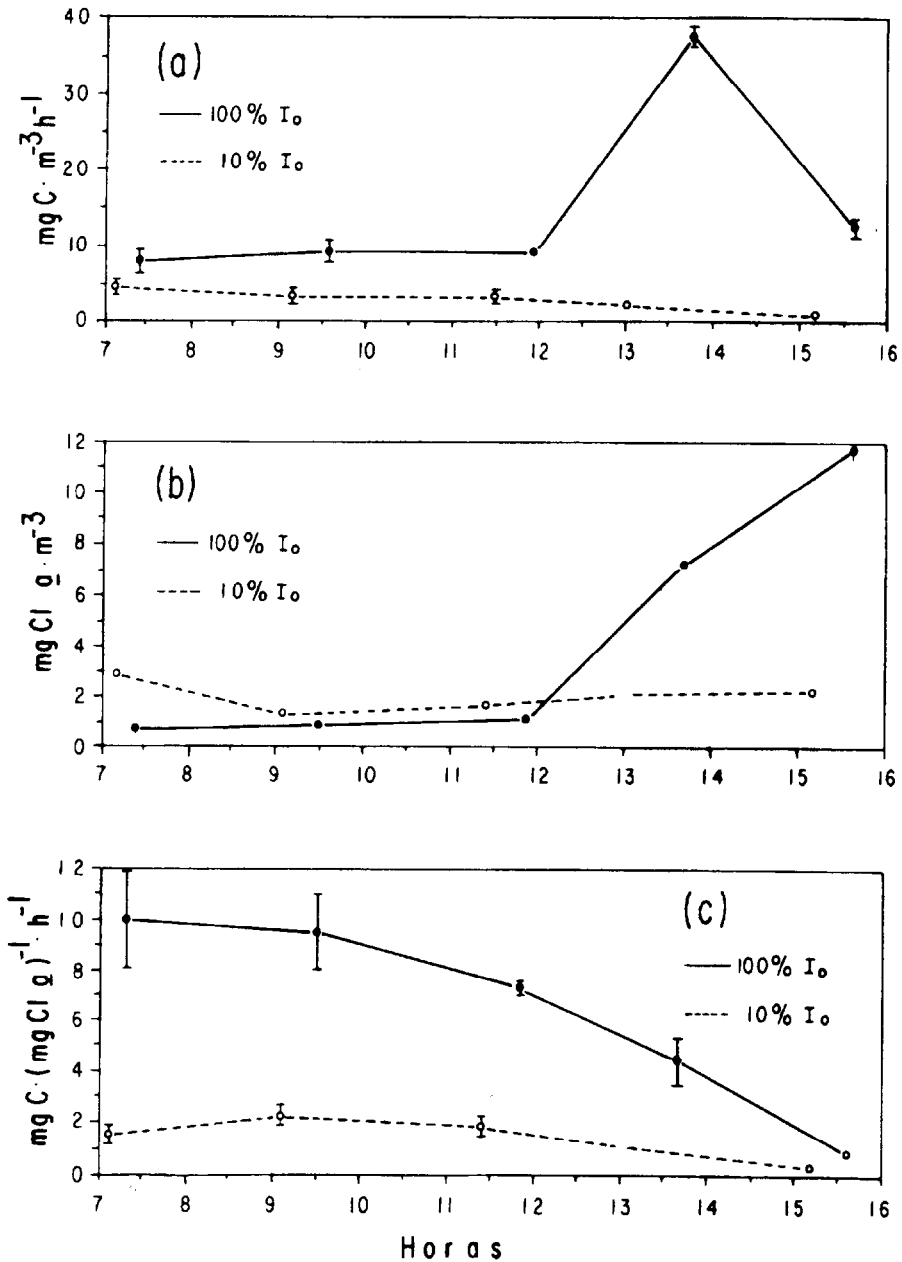 (a)
100% Io
10% Io
mg C · m-3 h-1
40
30
20
10
0
7 8 9 10 11 12 13 14 15 16
(b)
100% Io
10% Io
mg Cl a · m-3
12
10
8
6
4
2
0
7 8 9 10 11 12 13 14 15 16
(c)
100% Io
10% Io
mg C · (mg Cl a)-1 · h-1
12
10
8
6
4
2
0
7 8 9 10 11 12 13 14 15 16
Horas